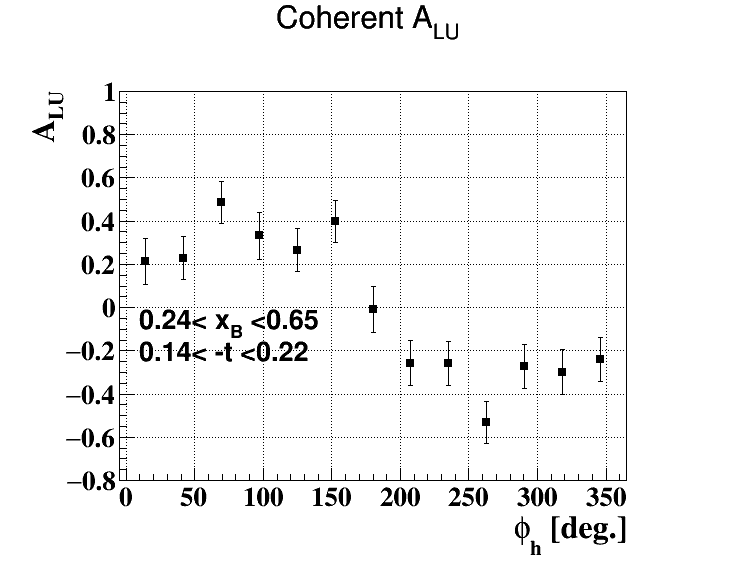 Coherent A_LU
A_LU
1
0.8
0.6
0.4
0.2
0
−0.2
−0.4
−0.6
−0.8
0.24< x_B <0.65
0.14< -t <0.22
0 50 100 150 200 250 300 350
ϕ_h [deg.]